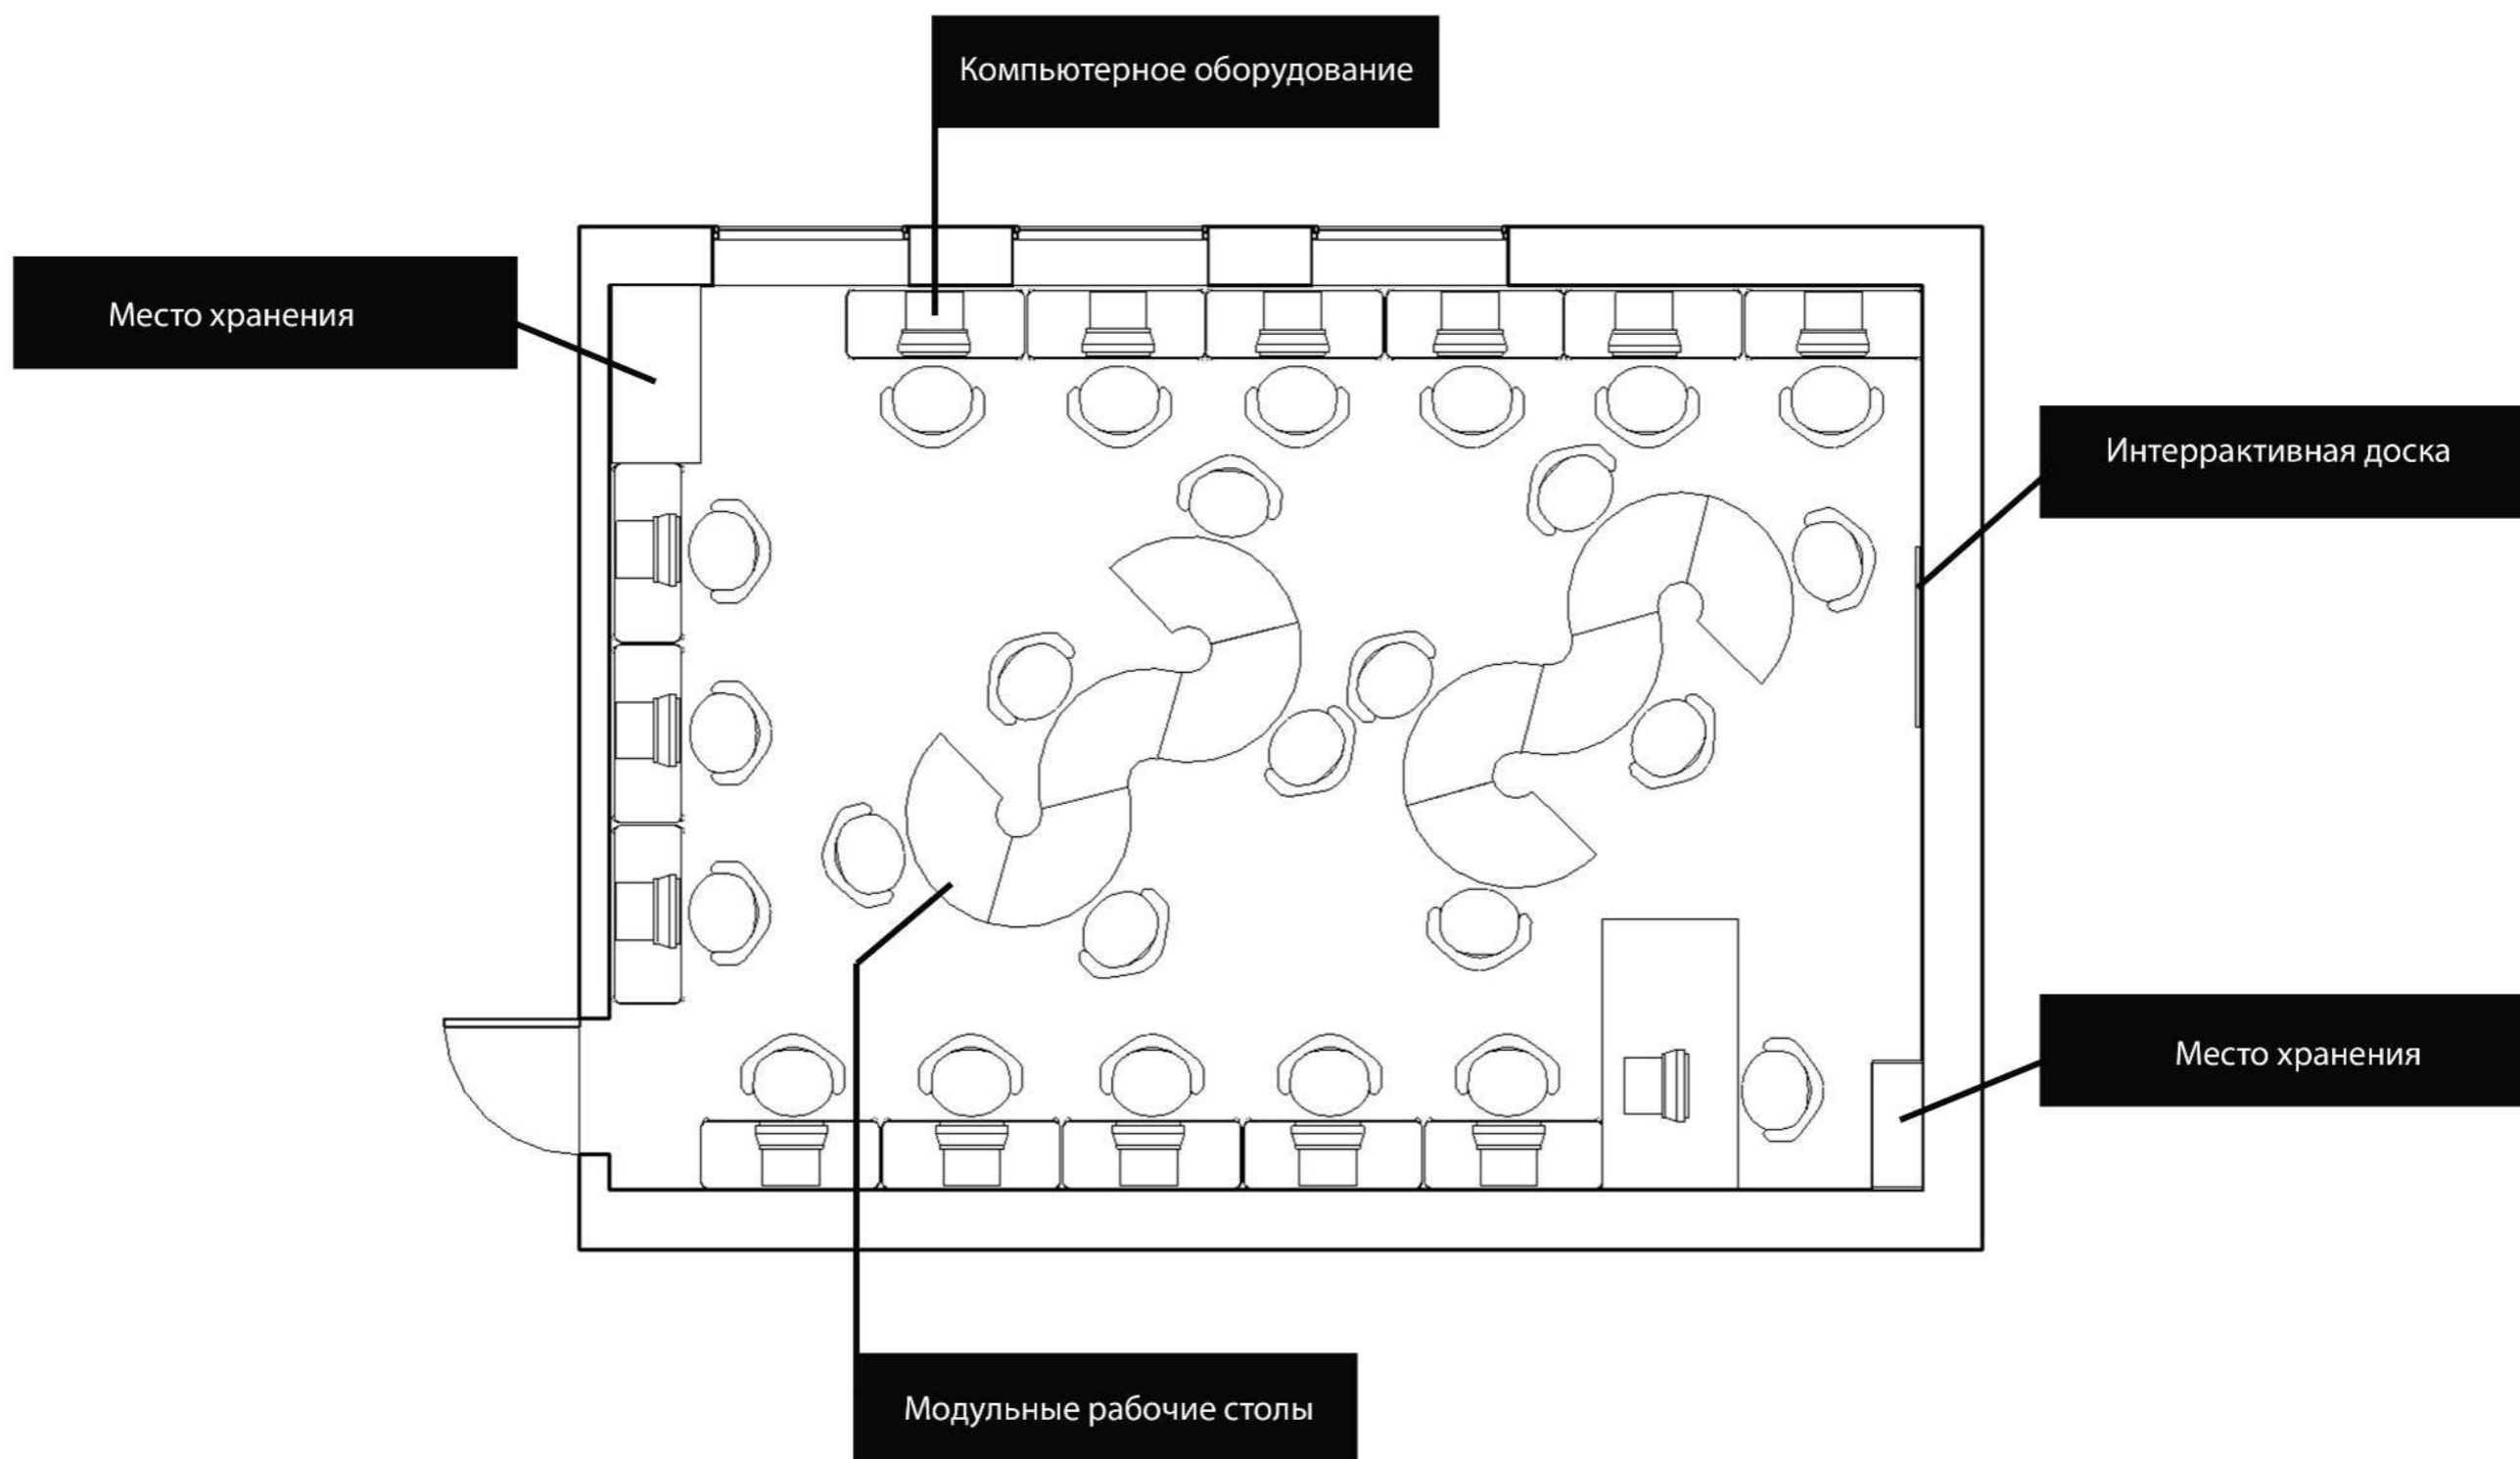 Компьютерное оборудование
Место хранения
Интеррактивная доска
Место хранения
Модульные рабочие столы